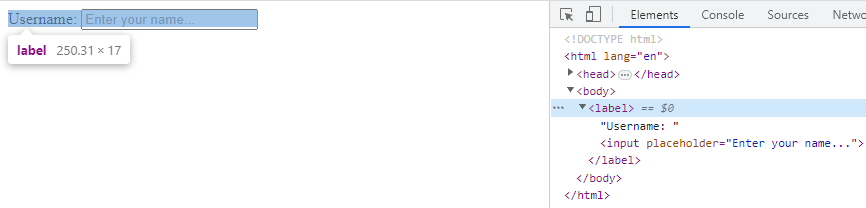 Username: Enter your name...
label 250.31 × 17
Elements Console Sources Netwo
<!DOCTYPE html>
<html lang="en">
<head> … </head>
<body>
… <label> == $0
"Username: "
<input placeholder="Enter your name...">
</label>
</body>
</html>